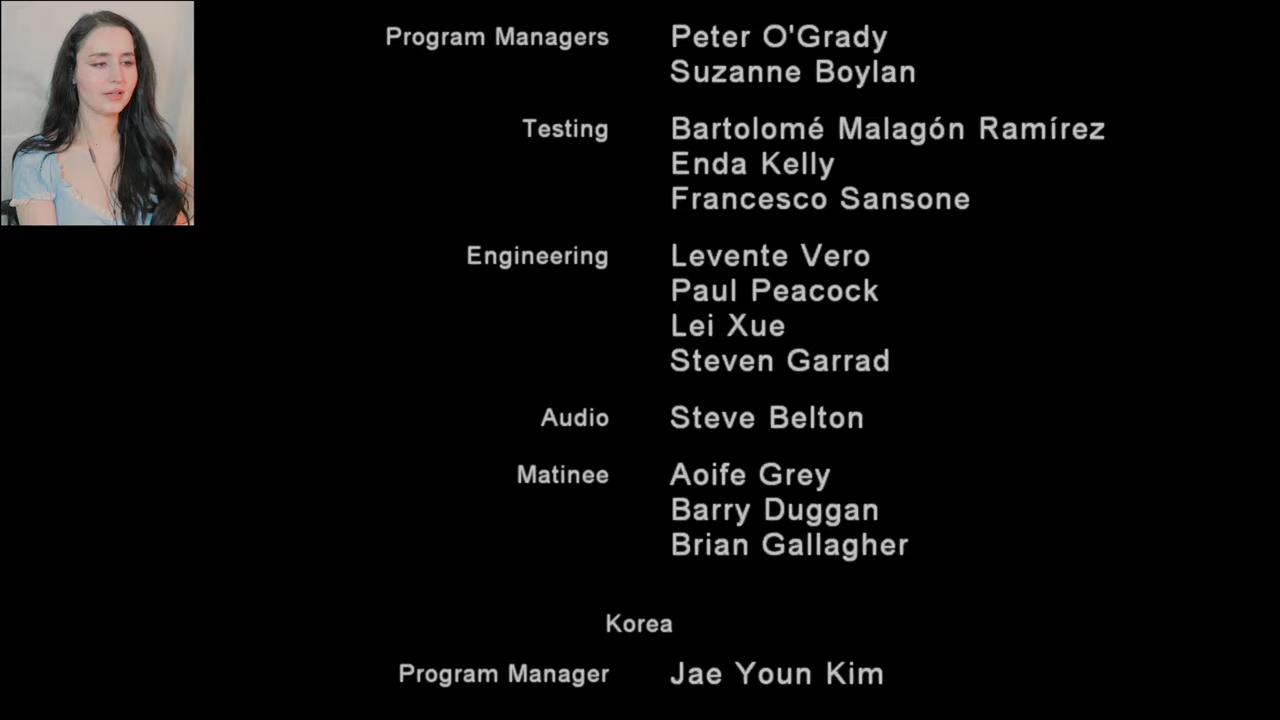 Program Managers Peter O'Grady
Suzanne Boylan
Testing Bartolomé Malagón Ramírez
Enda Kelly
Francesco Sansone
Engineering Levente Vero
Paul Peacock
Lei Xue
Steven Garrad
Audio Steve Belton
Matinee Aoife Grey
Barry Duggan
Brian Gallagher
Korea
Program Manager Jae Youn Kim